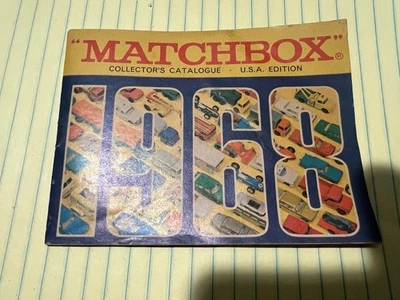 "MATCHBOX"®
COLLECTOR'S CATALOGUE · U.S.A. EDITION
1968